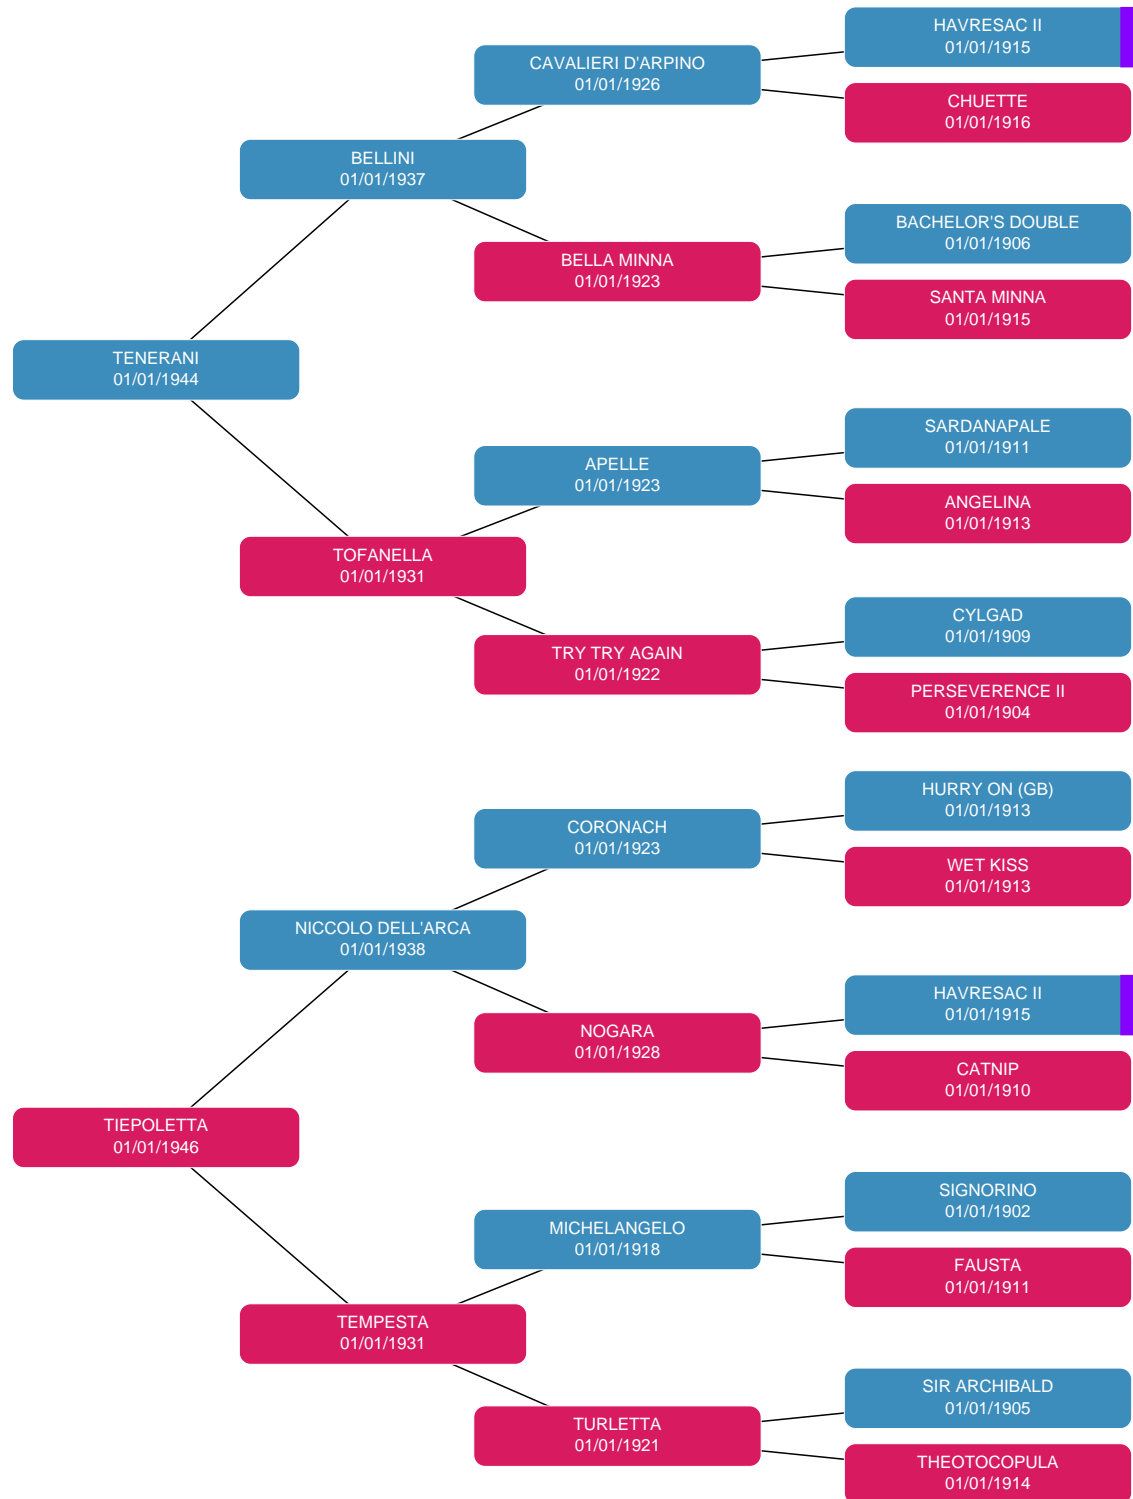 HAVRESAC II
01/01/1915
CAVALIERI D'ARPINO
01/01/1926
CHUETTE
01/01/1916
BELLINI
01/01/1937
BACHELOR'S DOUBLE
01/01/1906
BELLA MINNA
01/01/1923
SANTA MINNA
01/01/1915
TENERANI
01/01/1944
SARDANAPALE
01/01/1911
APELLE
01/01/1923
ANGELINA
01/01/1913
TOFANELLA
01/01/1931
CYLGAD
01/01/1909
TRY TRY AGAIN
01/01/1922
PERSEVERENCE II
01/01/1904
HURRY ON (GB)
01/01/1913
CORONACH
01/01/1923
WET KISS
01/01/1913
NICCOLO DELL'ARCA
01/01/1938
HAVRESAC II
01/01/1915
NOGARA
01/01/1928
CATNIP
01/01/1910
TIEPOLETTA
01/01/1946
SIGNORINO
01/01/1902
MICHELANGELO
01/01/1918
FAUSTA
01/01/1911
TEMPESTA
01/01/1931
SIR ARCHIBALD
01/01/1905
TURLETTA
01/01/1921
THEOTOCOPULA
01/01/1914